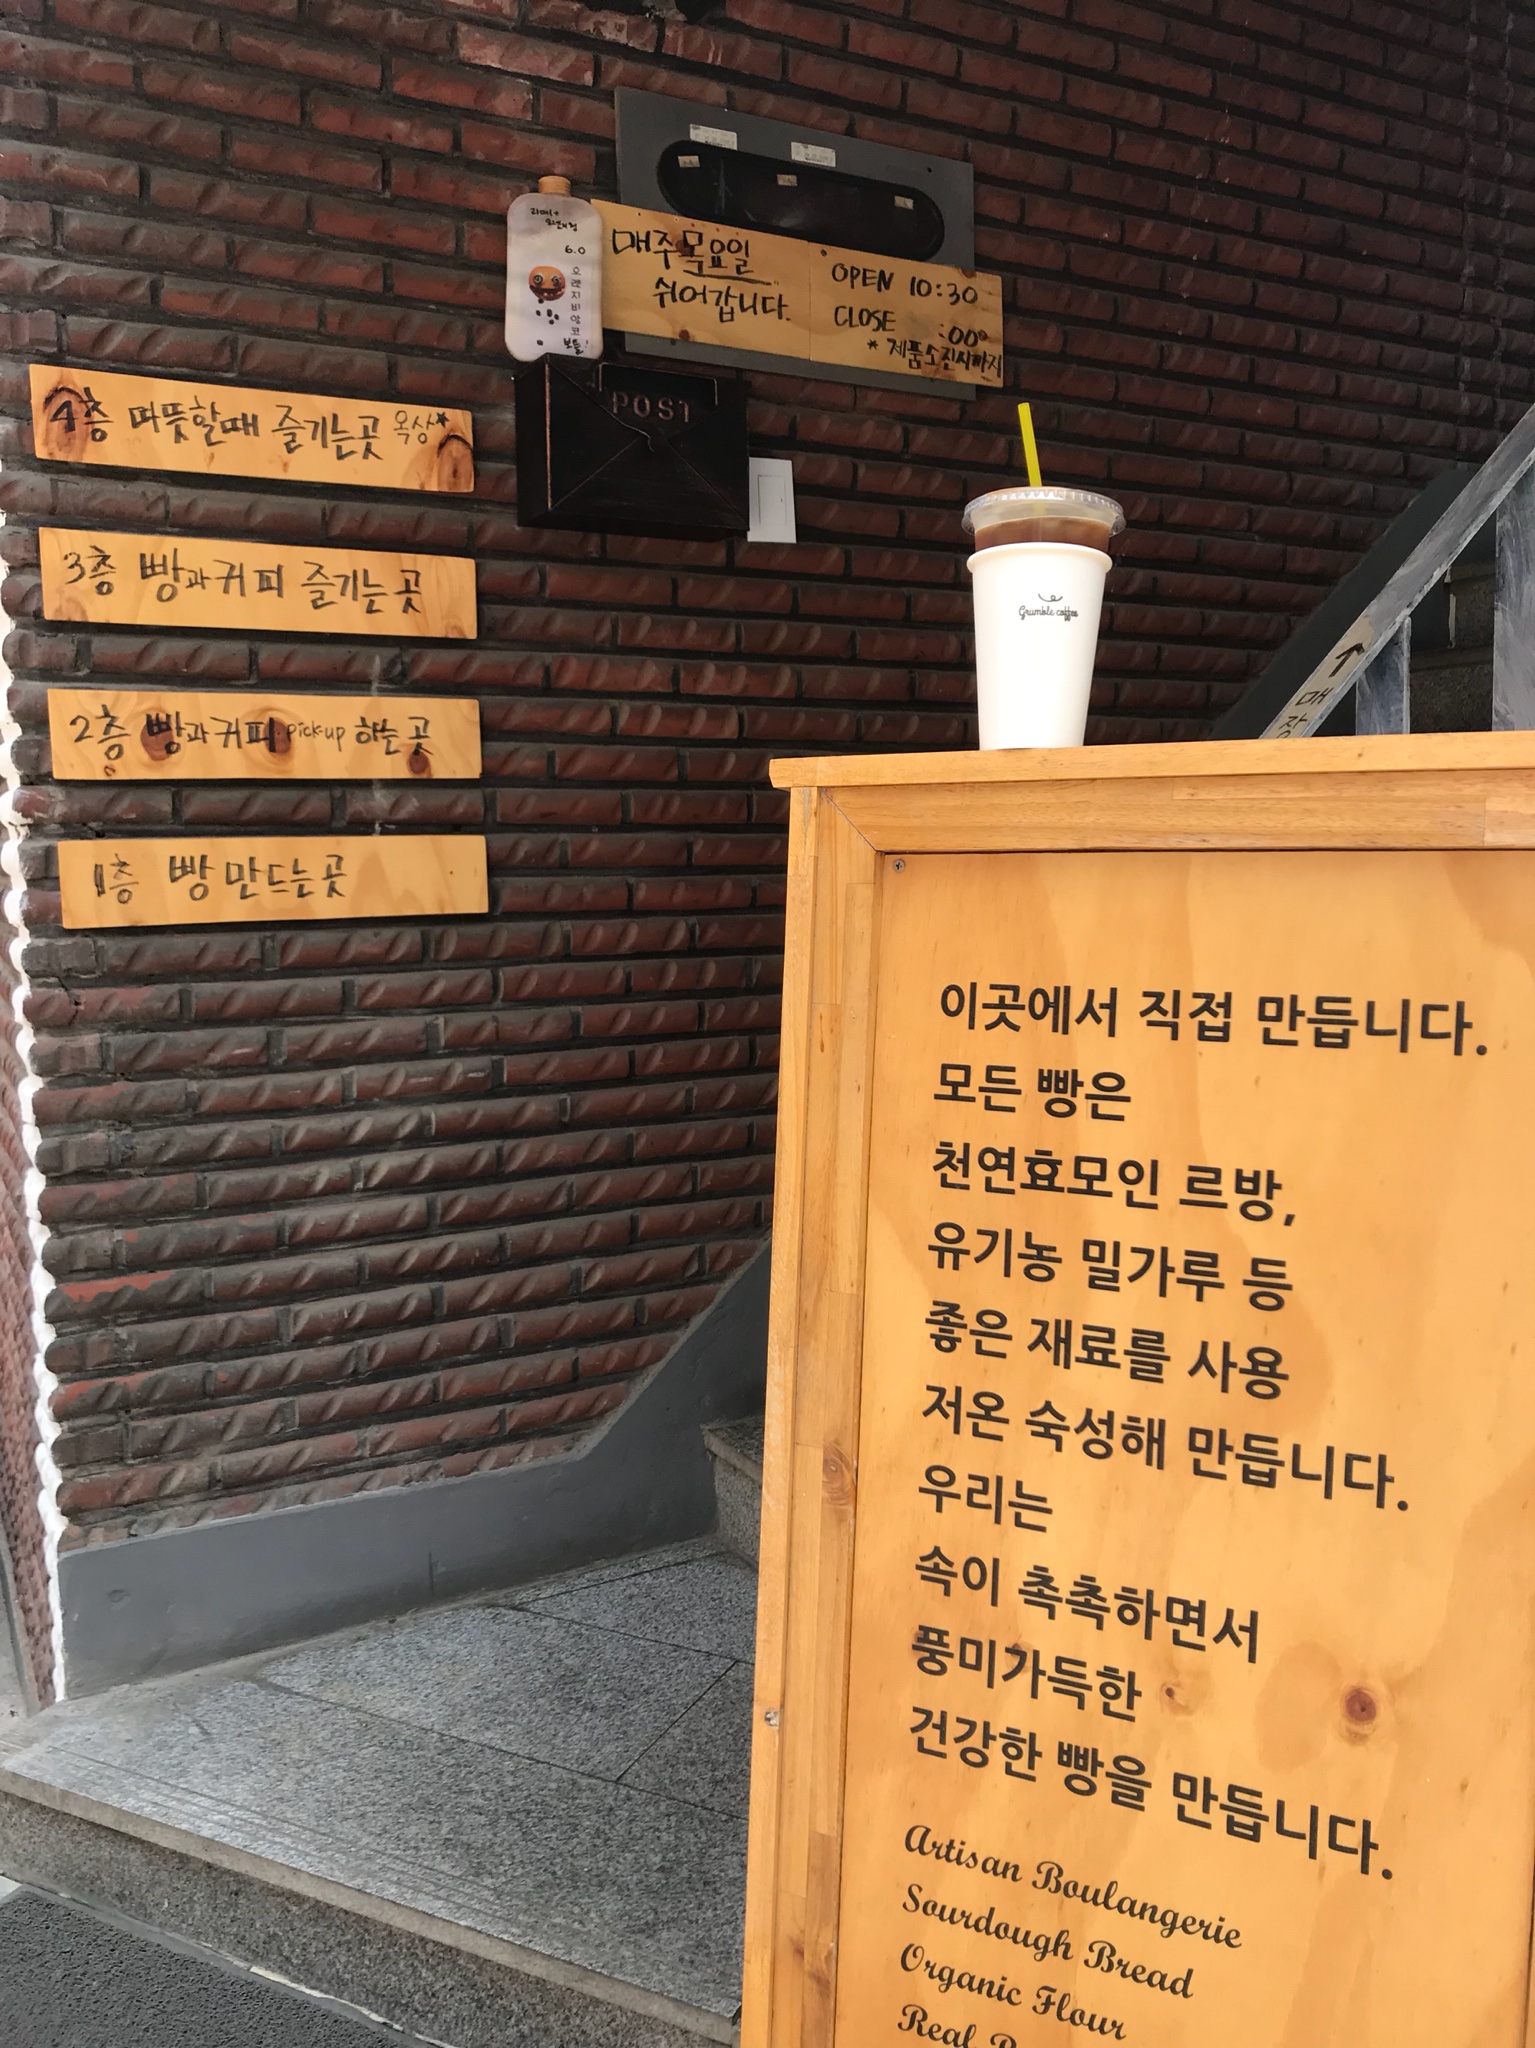 매주 목요일
쉬어갑니다.
OPEN 10:30
CLOSE :00
* 제품소진시까지
6.0
오렌지비앙코
보틀!
POST
4층 따뜻할때 즐기는곳 옥상*
3층 빵과커피 즐기는곳
2층 빵과커피 pick-up 하는곳
1층 빵 만드는곳
Grumble coffee
매장
이곳에서 직접 만듭니다.
모든 빵은
천연효모인 르방,
유기농 밀가루 등
좋은 재료를 사용
저온 숙성해 만듭니다.
우리는
속이 촉촉하면서
풍미가득한
건강한 빵을 만듭니다.
Artisan Boulangerie
Sourdough Bread
Organic Flour
Real